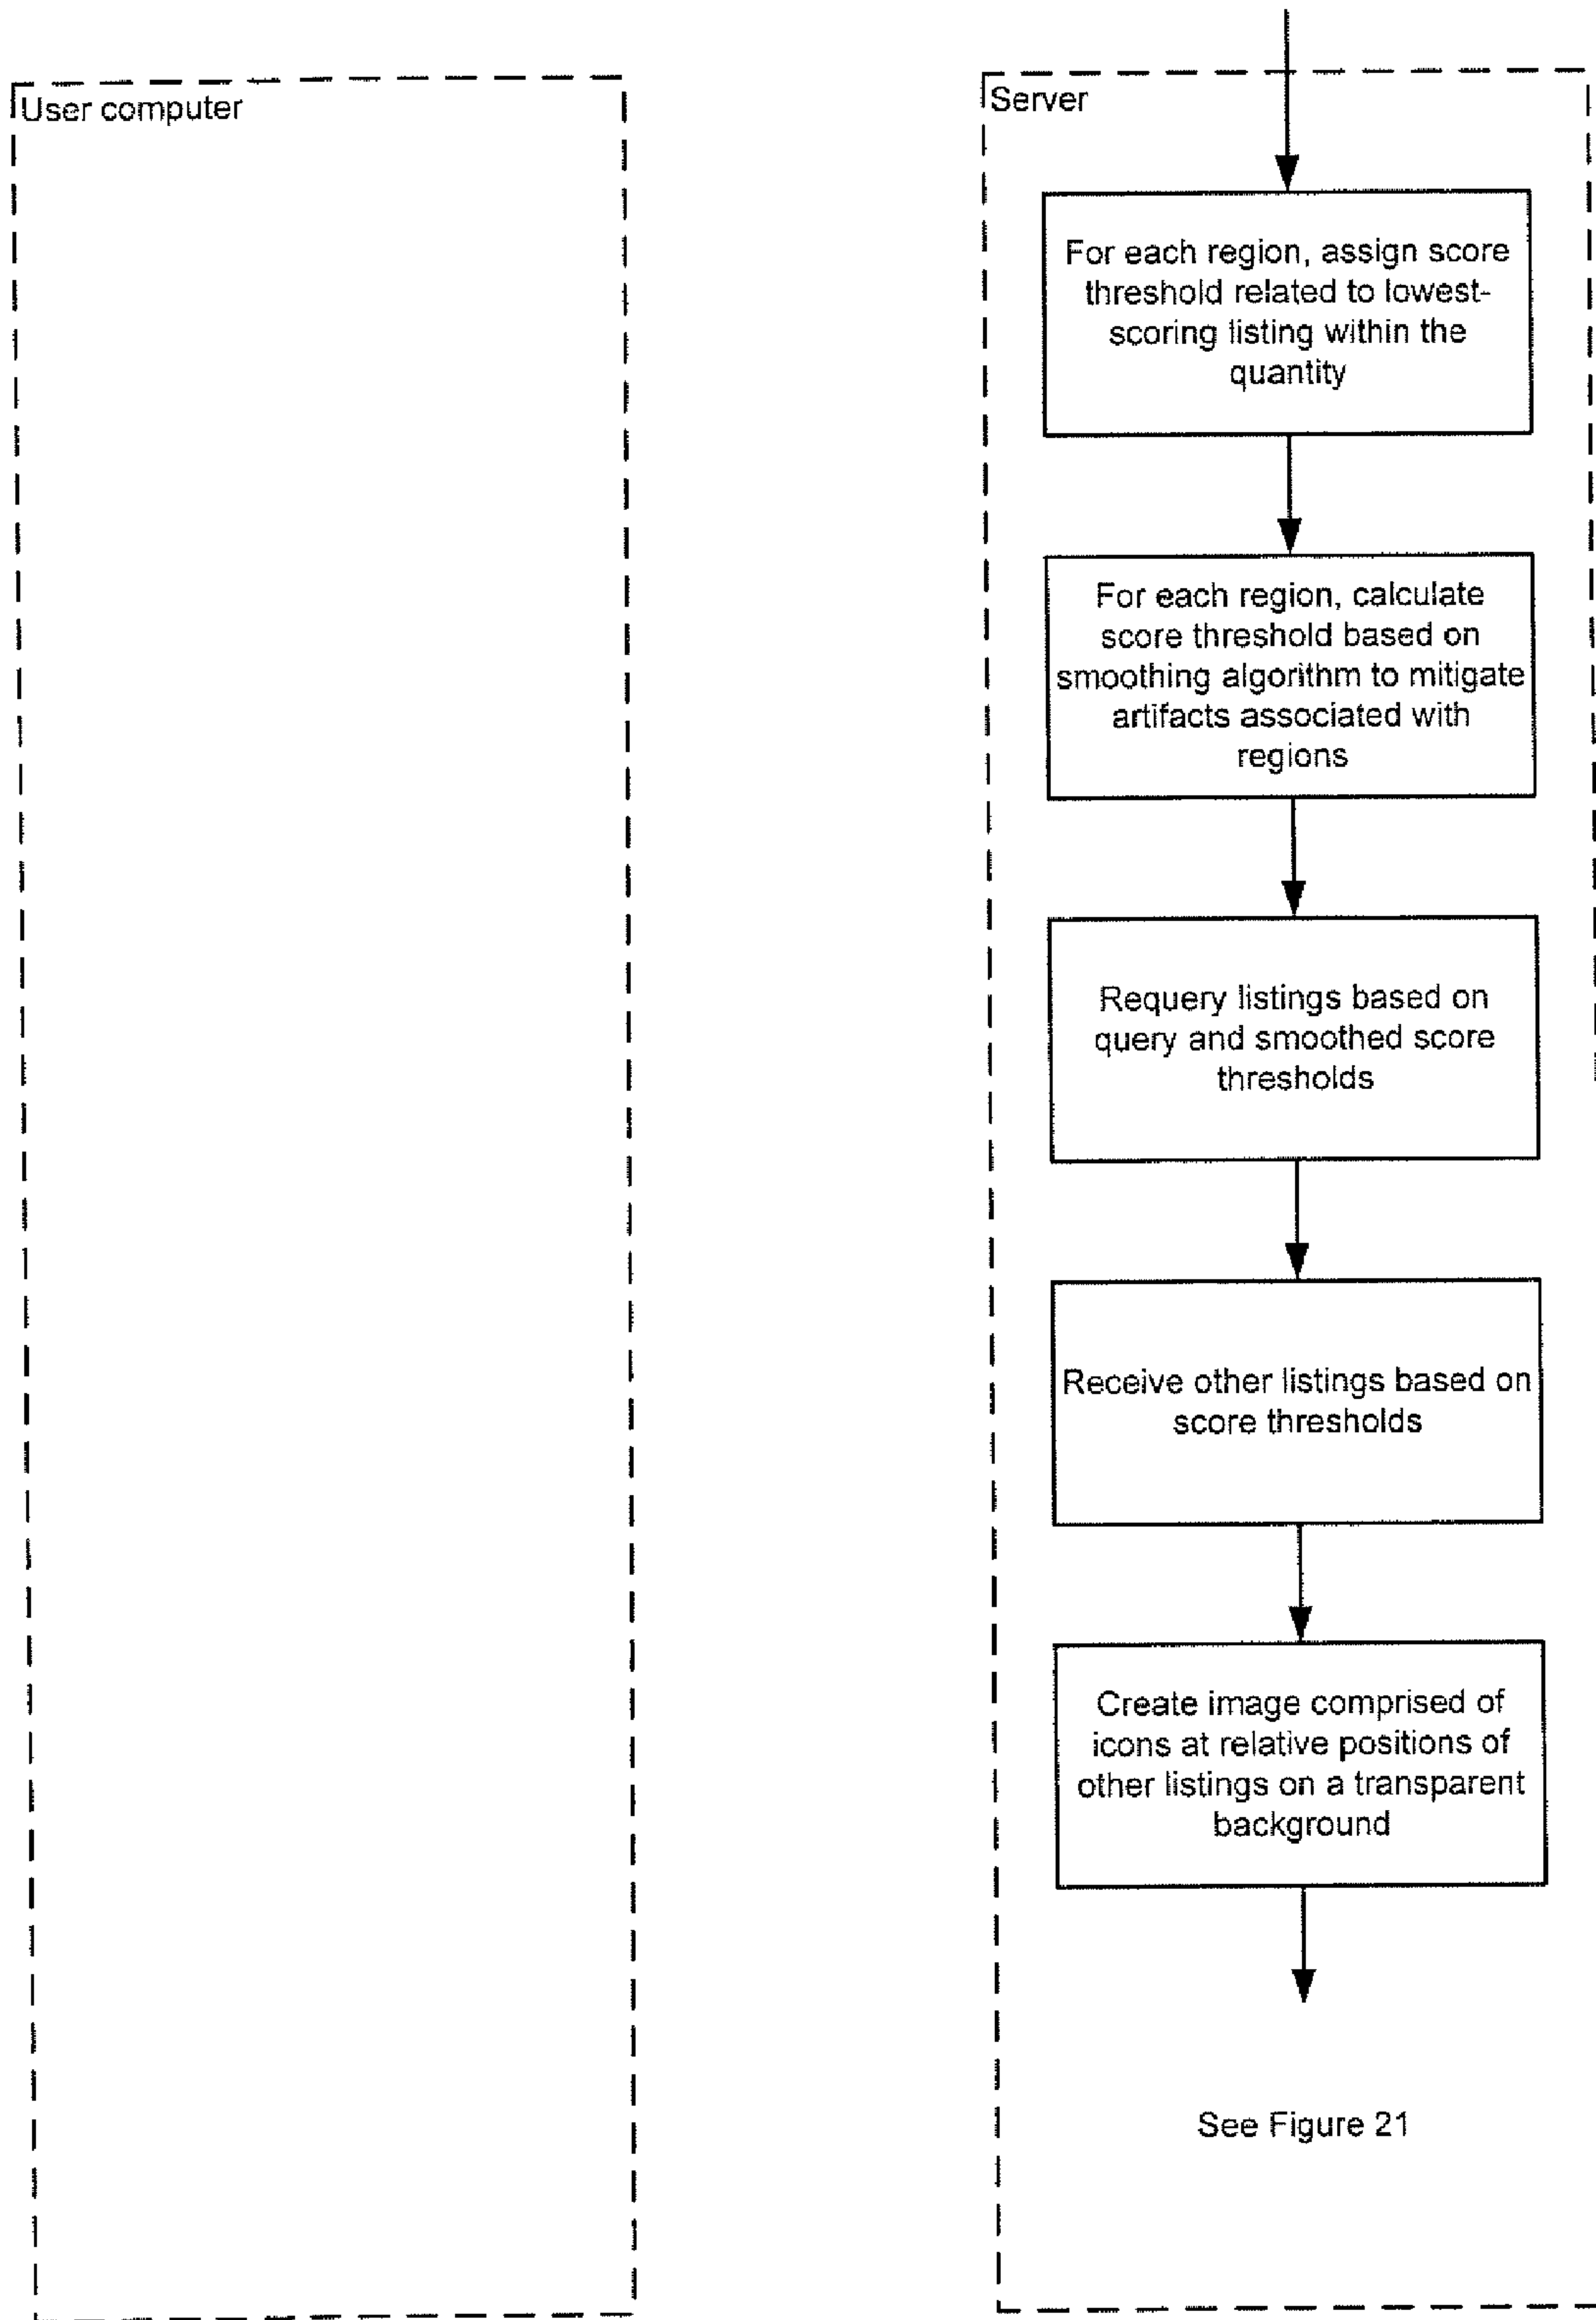 User computer
Server
For each region, assign score
threshold related to lowest-
scoring listing within the
quantity
For each region, calculate
score threshold based on
smoothing algorithm to mitigate
artifacts associated with
regions
Requery listings based on
query and smoothed score
thresholds
Receive other listings based on
score thresholds
Create image comprised of
icons at relative positions of
other listings on a transparent
background
See Figure 21